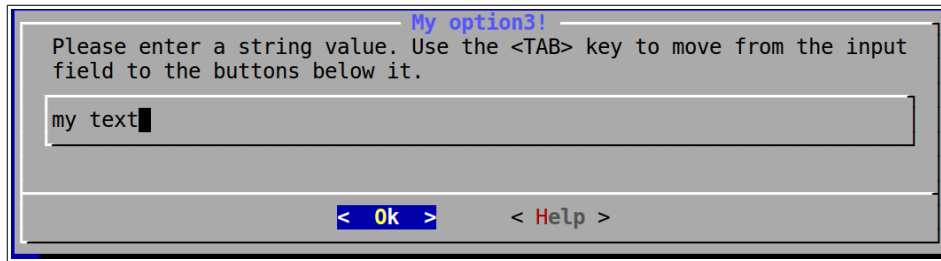 My option3!
Please enter a string value. Use the <TAB> key to move from the input
field to the buttons below it.
my text
< Ok > < Help >